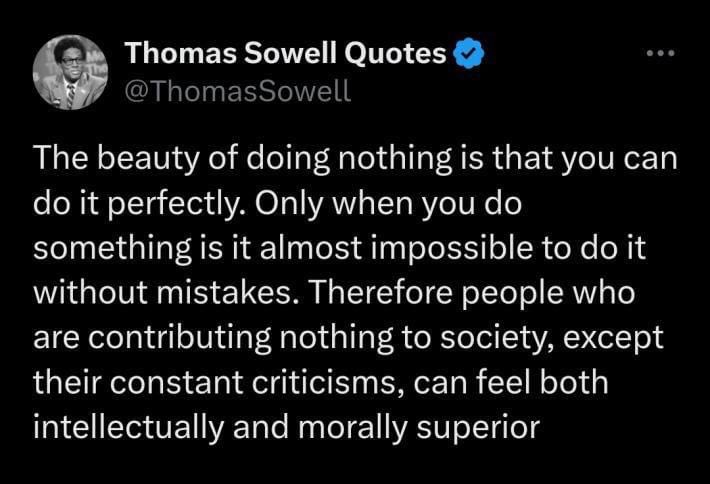 Thomas Sowell Quotes
@ThomasSowell
The beauty of doing nothing is that you can
do it perfectly. Only when you do
something is it almost impossible to do it
without mistakes. Therefore people who
are contributing nothing to society, except
their constant criticisms, can feel both
intellectually and morally superior